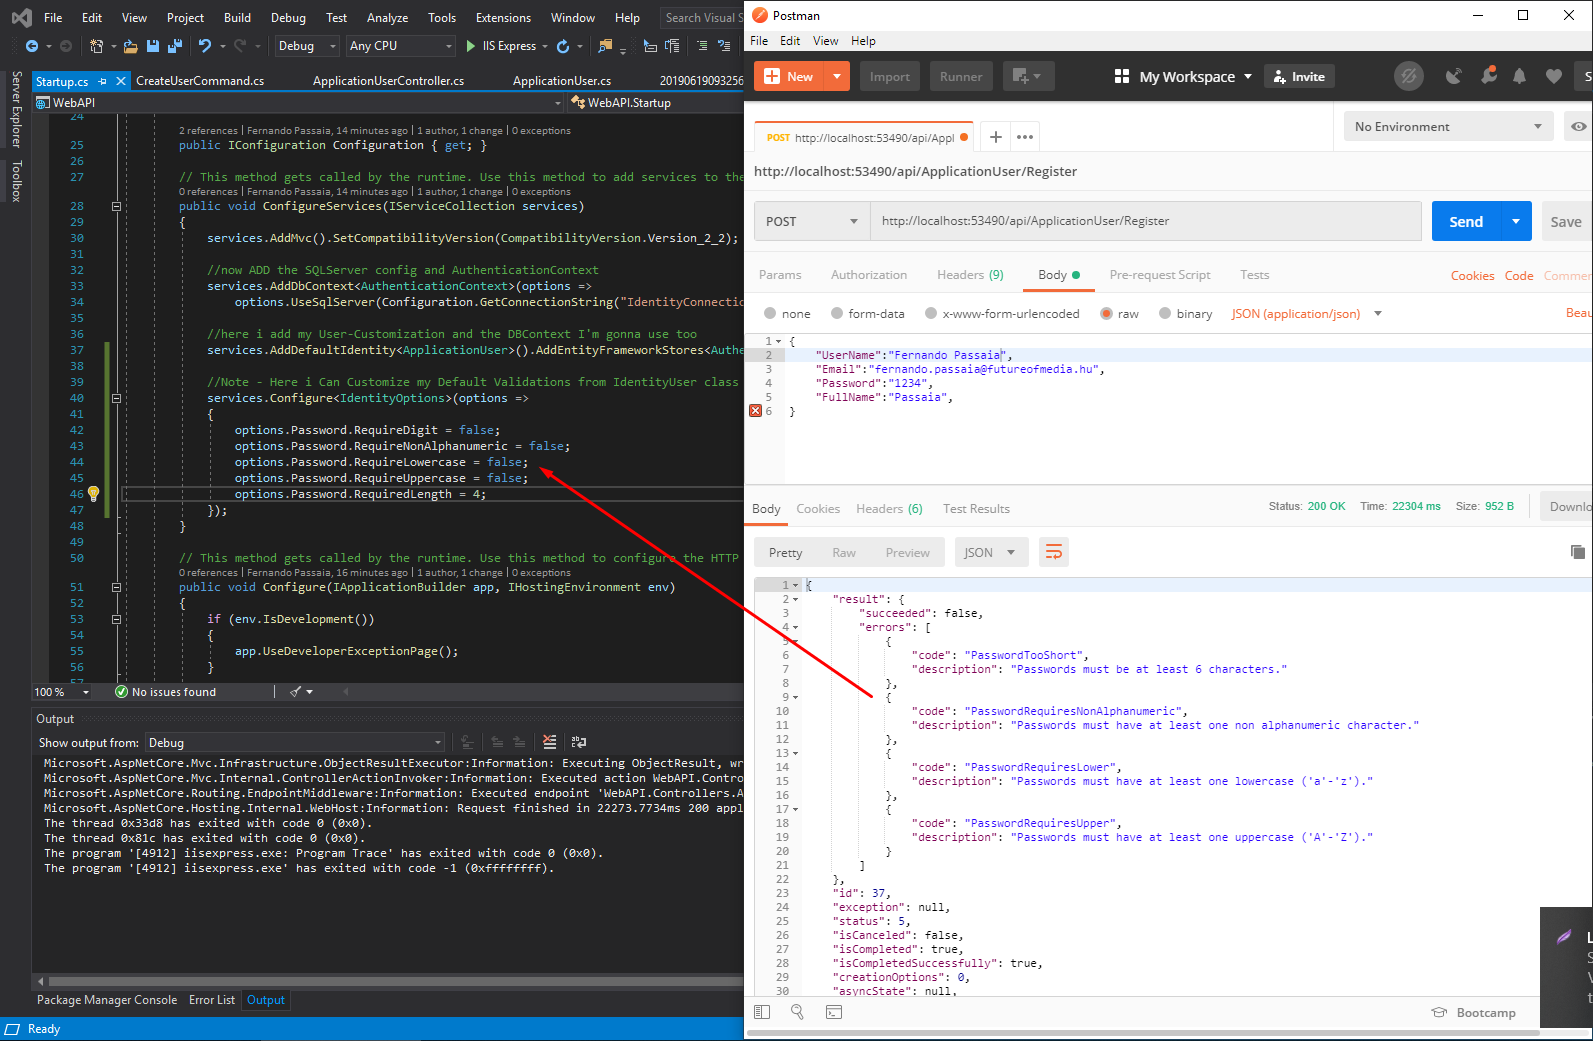 File Edit View Project Build Debug Test Analyze Tools Extensions Window Help Search Visual S
Debug Any CPU IIS Express
Server Explorer
Toolbox
Startup.cs CreateUserCommand.cs ApplicationUserController.cs ApplicationUser.cs 20190619093256
WebAPI WebAPI.Startup
24
2 references | Fernando Passaia, 14 minutes ago | 1 author, 1 change | 0 exceptions
25 public IConfiguration Configuration { get; }
26
27 // This method gets called by the runtime. Use this method to add services to the
0 references | Fernando Passaia, 14 minutes ago | 1 author, 1 change | 0 exceptions
28 public void ConfigureServices(IServiceCollection services)
29 {
30 services.AddMvc().SetCompatibilityVersion(CompatibilityVersion.Version_2_2);
31
32 //now ADD the SQLServer config and AuthenticationContext
33 services.AddDbContext<AuthenticationContext>(options =>
34 options.UseSqlServer(Configuration.GetConnectionString("IdentityConnectio
35
36 //here i add my User-Customization and the DBContext I'm gonna use too
37 services.AddDefaultIdentity<ApplicationUser>().AddEntityFrameworkStores<Authe
38
39 //Note - Here i Can Customize my Default Validations from IdentityUser class
40 services.Configure<IdentityOptions>(options =>
41 {
42 options.Password.RequireDigit = false;
43 options.Password.RequireNonAlphanumeric = false;
44 options.Password.RequireLowercase = false;
45 options.Password.RequireUppercase = false;
46 options.Password.RequiredLength = 4;
47 });
48 }
49
50 // This method gets called by the runtime. Use this method to configure the HTTP
0 references | Fernando Passaia, 16 minutes ago | 1 author, 1 change | 0 exceptions
51 public void Configure(IApplicationBuilder app, IHostingEnvironment env)
52 {
53 if (env.IsDevelopment())
54 {
55 app.UseDeveloperExceptionPage();
56 }
57
100 % No issues found
Output
Show output from: Debug
Microsoft.AspNetCore.Mvc.Infrastructure.ObjectResultExecutor:Information: Executing ObjectResult, wr
Microsoft.AspNetCore.Mvc.Internal.ControllerActionInvoker:Information: Executed action WebAPI.Contro
Microsoft.AspNetCore.Routing.EndpointMiddleware:Information: Executed endpoint 'WebAPI.Controllers.A
Microsoft.AspNetCore.Hosting.Internal.WebHost:Information: Request finished in 22273.7734ms 200 appl
The thread 0x33d8 has exited with code 0 (0x0).
The thread 0x81c has exited with code 0 (0x0).
The program '[4912] iisexpress.exe: Program Trace' has exited with code 0 (0x0).
The program '[4912] iisexpress.exe' has exited with code -1 (0xffffffff).
Package Manager Console Error List Output
Ready
Postman
File Edit View Help
New Import Runner My Workspace Invite S
POST http://localhost:53490/api/Appl No Environment
http://localhost:53490/api/ApplicationUser/Register
POST http://localhost:53490/api/ApplicationUser/Register Send Save
Params Authorization Headers (9) Body Pre-request Script Tests Cookies Code Commen
none form-data x-www-form-urlencoded raw binary JSON (application/json) Beau
1 {
2 "UserName":"Fernando Passaia",
3 "Email":"fernando.passaia@futureofmedia.hu",
4 "Password":"1234",
5 "FullName":"Passaia",
6 }
Body Cookies Headers (6) Test Results Status: 200 OK Time: 22304 ms Size: 952 B Downlo
Pretty Raw Preview JSON
1 {
2 "result": {
3 "succeeded": false,
4 "errors": [
5 {
6 "code": "PasswordTooShort",
7 "description": "Passwords must be at least 6 characters."
8 },
9 {
10 "code": "PasswordRequiresNonAlphanumeric",
11 "description": "Passwords must have at least one non alphanumeric character."
12 },
13 {
14 "code": "PasswordRequiresLower",
15 "description": "Passwords must have at least one lowercase ('a'-'z')."
16 },
17 {
18 "code": "PasswordRequiresUpper",
19 "description": "Passwords must have at least one uppercase ('A'-'Z')."
20 }
21 ]
22 },
23 "id": 37,
24 "exception": null,
25 "status": 5,
26 "isCanceled": false,
27 "isCompleted": true,
28 "isCompletedSuccessfully": true,
29 "creationOptions": 0,
30 "asyncState": null,
Bootcamp